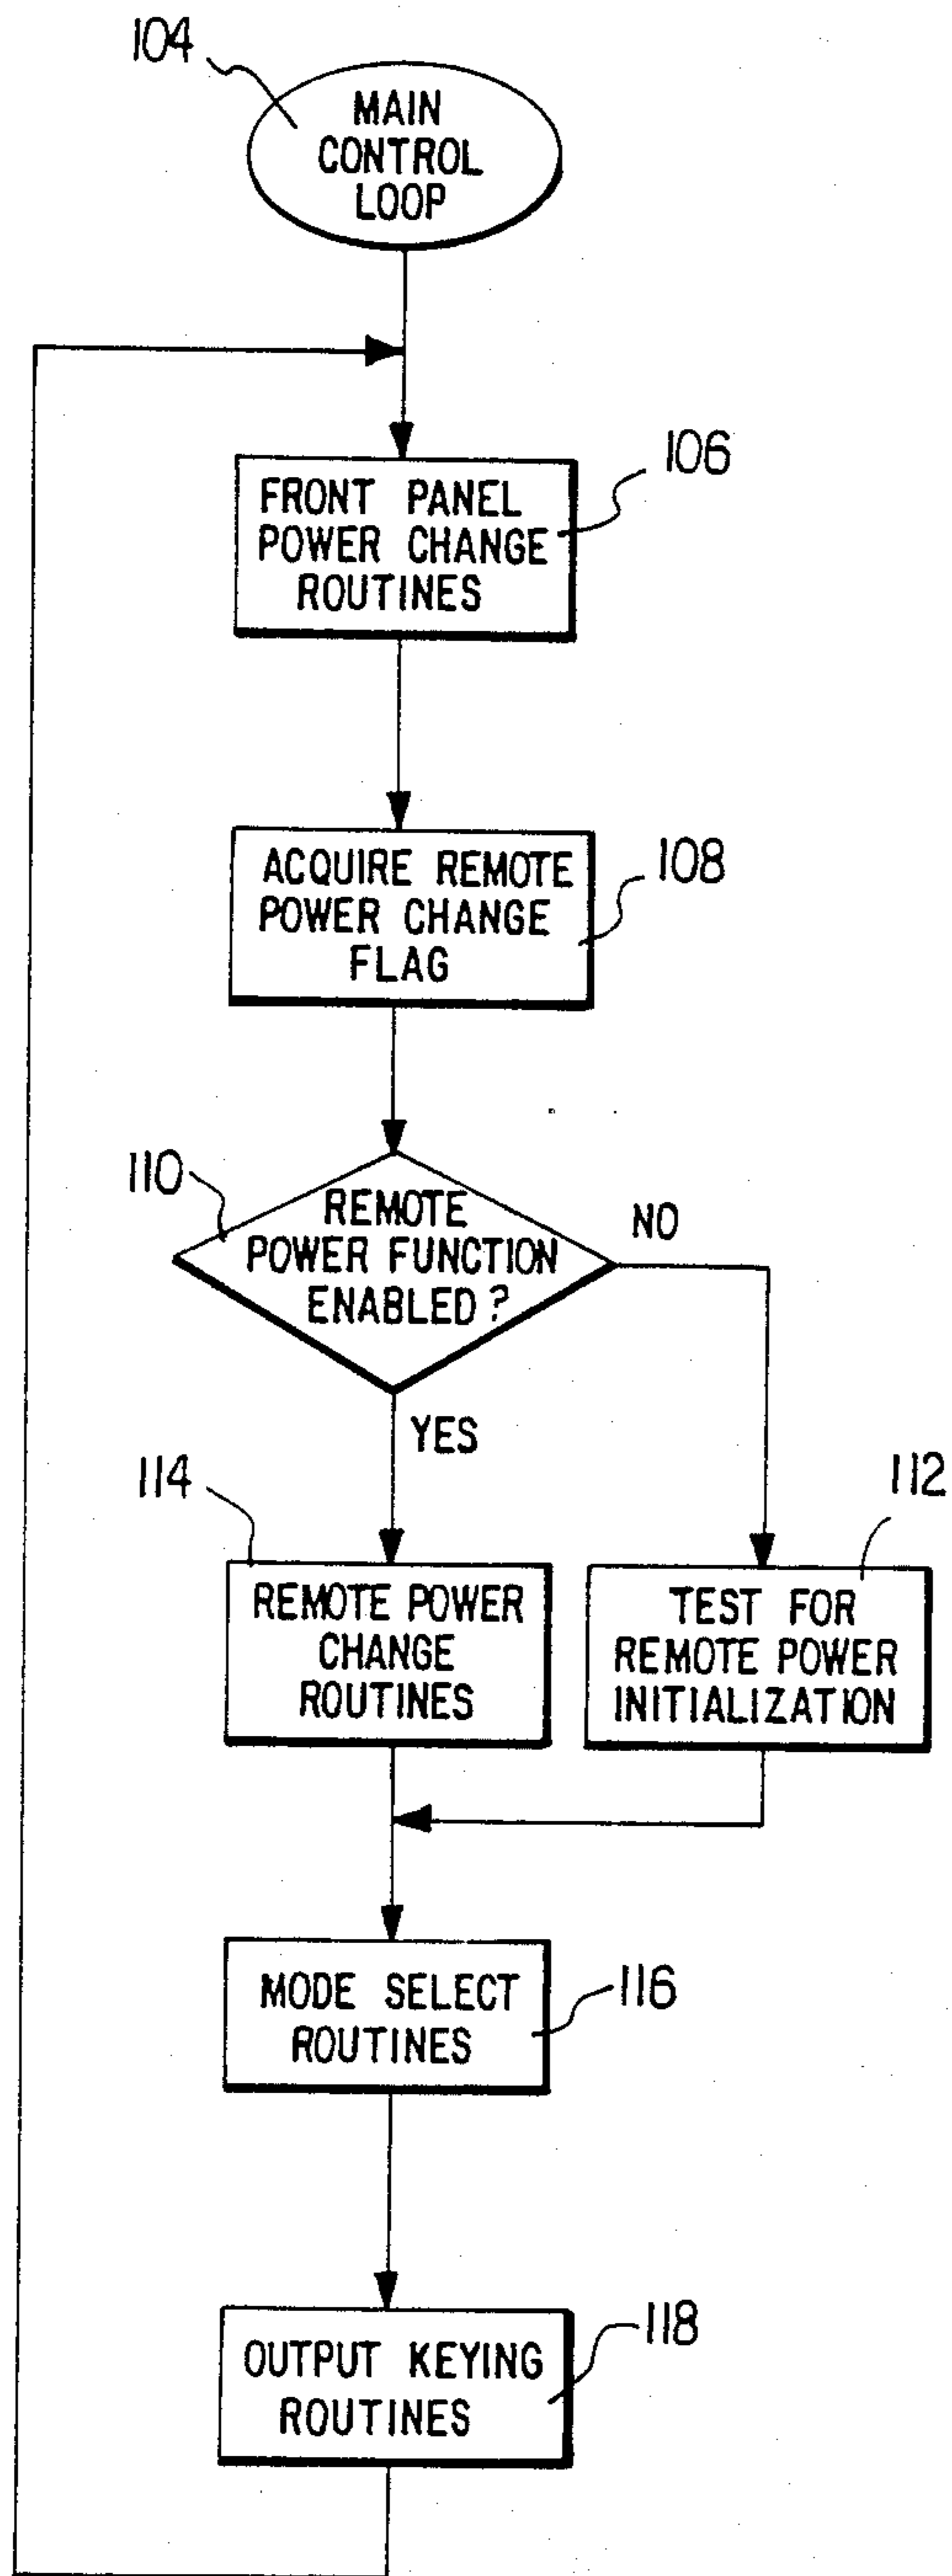 104
MAIN
CONTROL
LOOP
106
FRONT PANEL
POWER CHANGE
ROUTINES
108
ACQUIRE REMOTE
POWER CHANGE
FLAG
110
REMOTE
POWER FUNCTION
ENABLED?
NO
YES
114
112
REMOTE POWER
CHANGE
ROUTINES
TEST FOR
REMOTE POWER
INITIALIZATION
116
MODE SELECT
ROUTINES
118
OUTPUT KEYING
ROUTINES